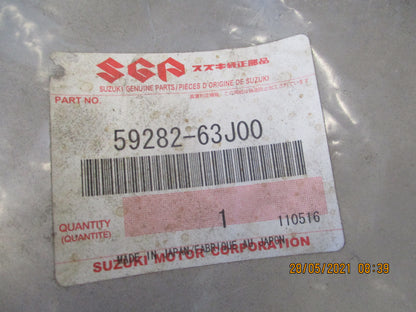 SGP スズキ純正部品
SUZUKI GENUINE PARTS/PIECES D'ORIGINE DE SUZUKI
PART NO.
59282-63J00
QUANTITY
(QUANTITE)
1
110516
MADE IN JAPAN/FABRIQUE AU JAPON
SUZUKI MOTOR CORPORATION
29/05/2021 08:39